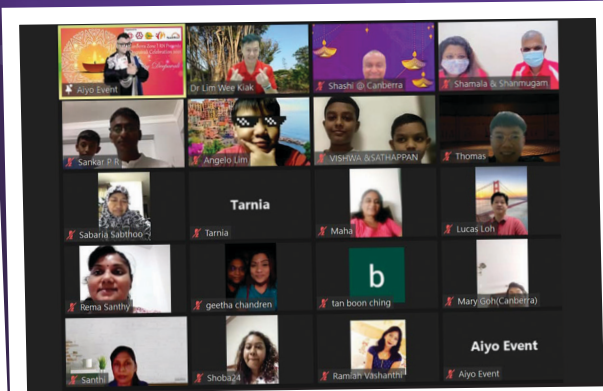 Aiyo Event
Dr Lim Wee Kiak
Shashi @ Canberra
Shamala & Shanmugam
Sankar P R
Angelo Lim
VISHWA &SATHAPPAN
Thomas
Sabaria Sabthoo
Tarnia
Tarnia
Maha
Lucas Loh
Rema Santhy
geetha chandren
b
tan boon ching
Mary Goh(Canberra)
Santhi
Shoba24
Ramiah Vashanthi
Aiyo Event
Aiyo Event